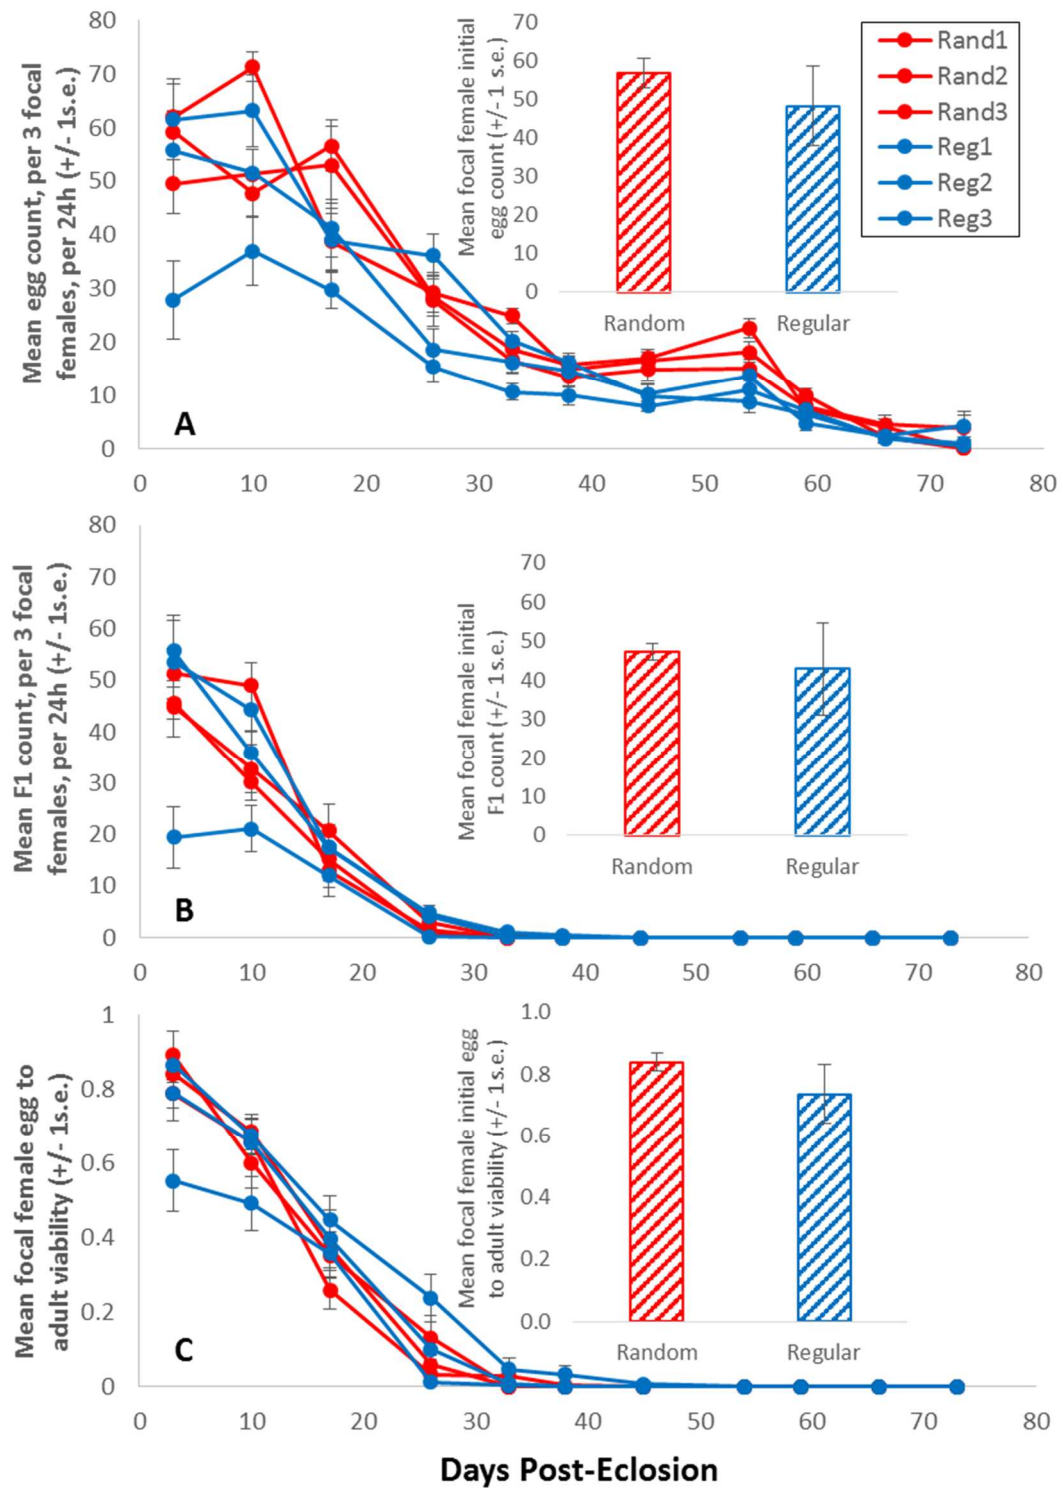 Mean egg count, per 3 focal
females, per 24h (+/- 1s.e.)
80
70
60
50
40
30
20
10
0
0 10 20 30 40 50 60 70 80
A
Mean focal female initial
egg count (+/- 1 s.e.)
70
60
50
40
30
20
10
0
Random Regular
Rand1
Rand2
Rand3
Reg1
Reg2
Reg3
Mean F1 count, per 3 focal
females, per 24h (+/- 1s.e.)
80
70
60
50
40
30
20
10
0
0 10 20 30 40 50 60 70 80
B
Mean focal female initial
F1 count (+/- 1s.e.)
70
60
50
40
30
20
10
0
Random Regular
Mean focal female egg to
adult viability (+/- 1s.e.)
1
0.8
0.6
0.4
0.2
0
0 10 20 30 40 50 60 70 80
C
Mean focal female initial egg
to adult viability (+/- 1s.e.)
1.0
0.8
0.6
0.4
0.2
0.0
Random Regular
Days Post-Eclosion